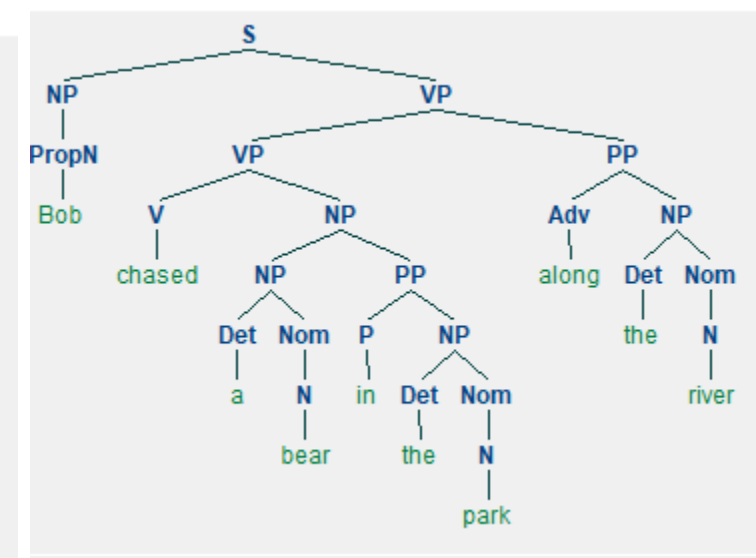 S
NP VP
PropN VP PP
Bob V NP Adv NP
chased NP PP along Det Nom
Det Nom P NP the N
a N in Det Nom river
bear the N
park